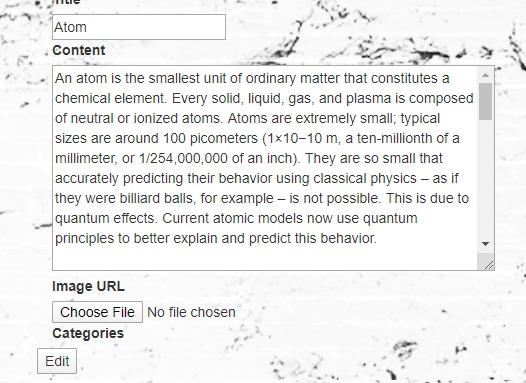 Title
Atom
Content
An atom is the smallest unit of ordinary matter that constitutes a
chemical element. Every solid, liquid, gas, and plasma is composed
of neutral or ionized atoms. Atoms are extremely small; typical
sizes are around 100 picometers (1×10−10 m, a ten-millionth of a
millimeter, or 1/254,000,000 of an inch). They are so small that
accurately predicting their behavior using classical physics – as if
they were billiard balls, for example – is not possible. This is due to
quantum effects. Current atomic models now use quantum
principles to better explain and predict this behavior.
Image URL
Choose File No file chosen
Categories
Edit